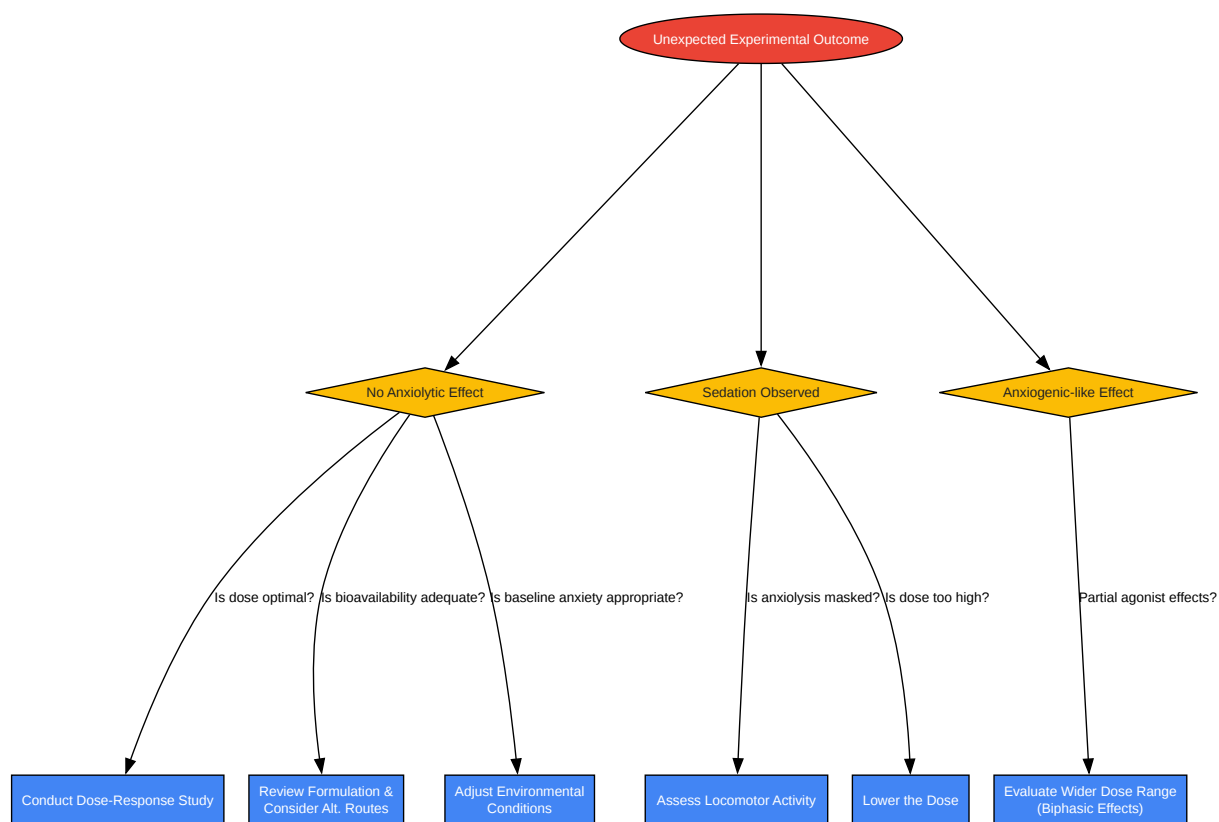 Unexpected Experimental Outcome
No Anxiolytic Effect
Sedation Observed
Anxiogenic-like Effect
Is dose optimal?
Is bioavailability adequate?
Is baseline anxiety appropriate?
Is anxiolysis masked?
Is dose too high?
Partial agonist effects?
Conduct Dose-Response Study
Review Formulation &
Consider Alt. Routes
Adjust Environmental
Conditions
Assess Locomotor Activity
Lower the Dose
Evaluate Wider Dose Range
(Biphasic Effects)